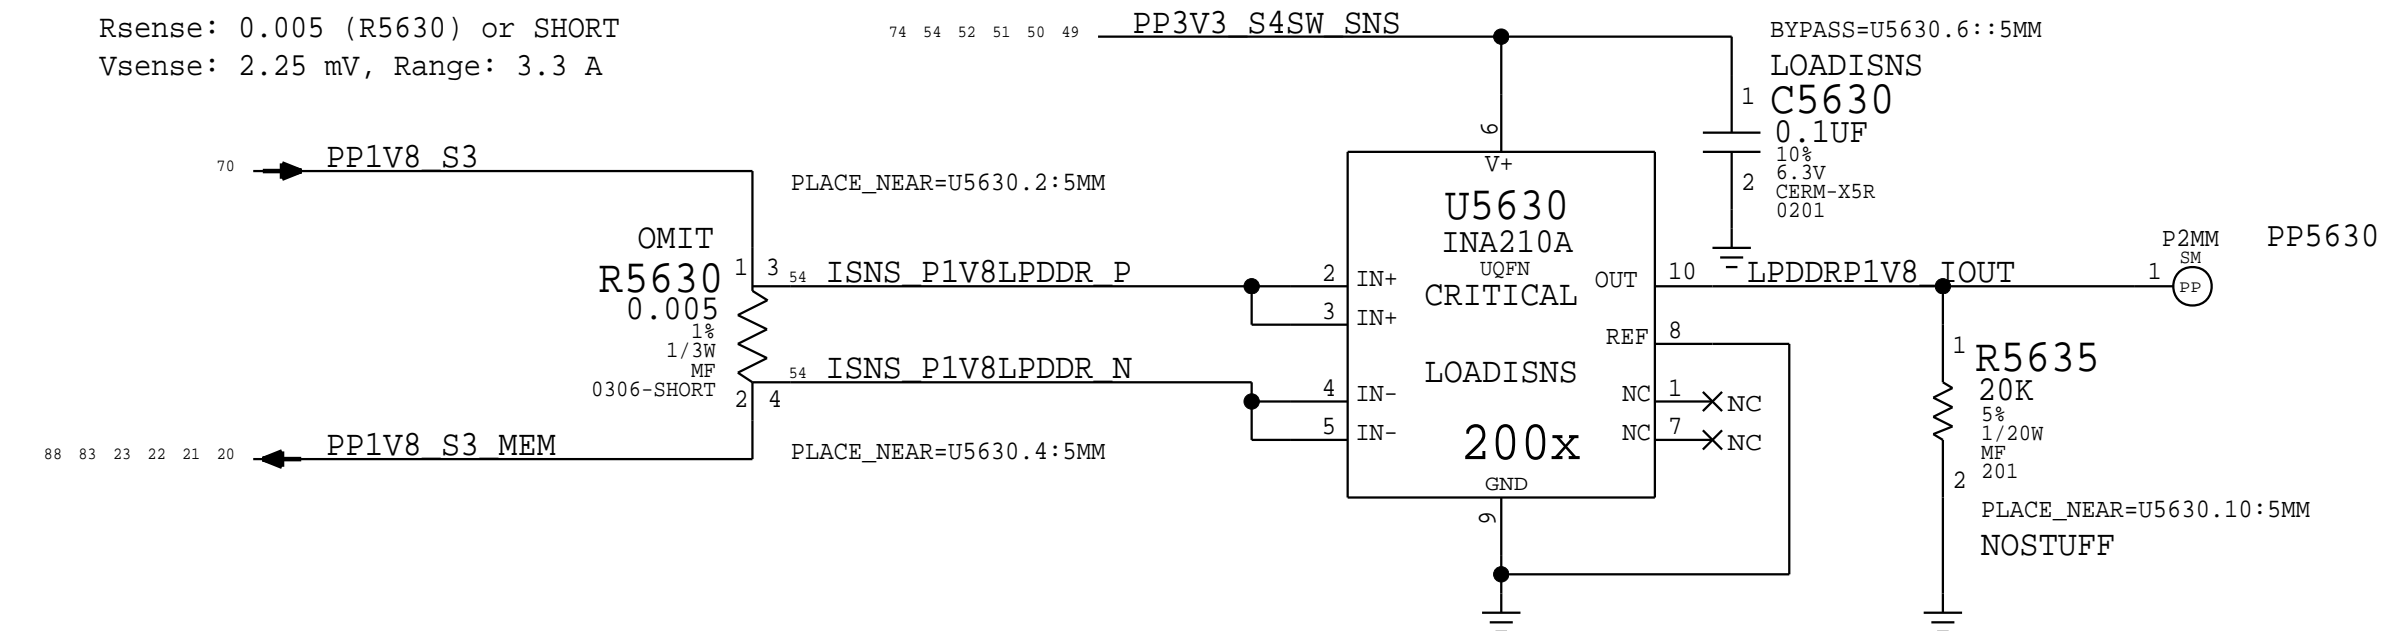 Rsense: 0.005 (R5630) or SHORT
Vsense: 2.25 mV, Range: 3.3 A
74 54 52 51 50 49 PP3V3_S4SW_SNS
BYPASS=U5630.6::5MM
LOADISNS
1 C5630
0.1UF
10%
6.3V
2 CERM-X5R
0201
70 PP1V8_S3
PLACE_NEAR=U5630.2:5MM
OMIT
R5630
0.005
1%
1/3W
MF
0306-SHORT
1 3
2 4
54 ISNS_P1V8LPDDR_P
54 ISNS_P1V8LPDDR_N
88 83 23 22 21 20 PP1V8_S3_MEM
PLACE_NEAR=U5630.4:5MM
6
V+
U5630
INA210A
UQFN
CRITICAL
LOADISNS
200x
GND
9
2 IN+
3 IN+
4 IN-
5 IN-
OUT 10
REF 8
NC 1 NC
NC 7 NC
LPDDRP1V8_IOUT
P2MM
SM
PP5630
1 PP
1 R5635
20K
5%
1/20W
MF
201
2
PLACE_NEAR=U5630.10:5MM
NOSTUFF